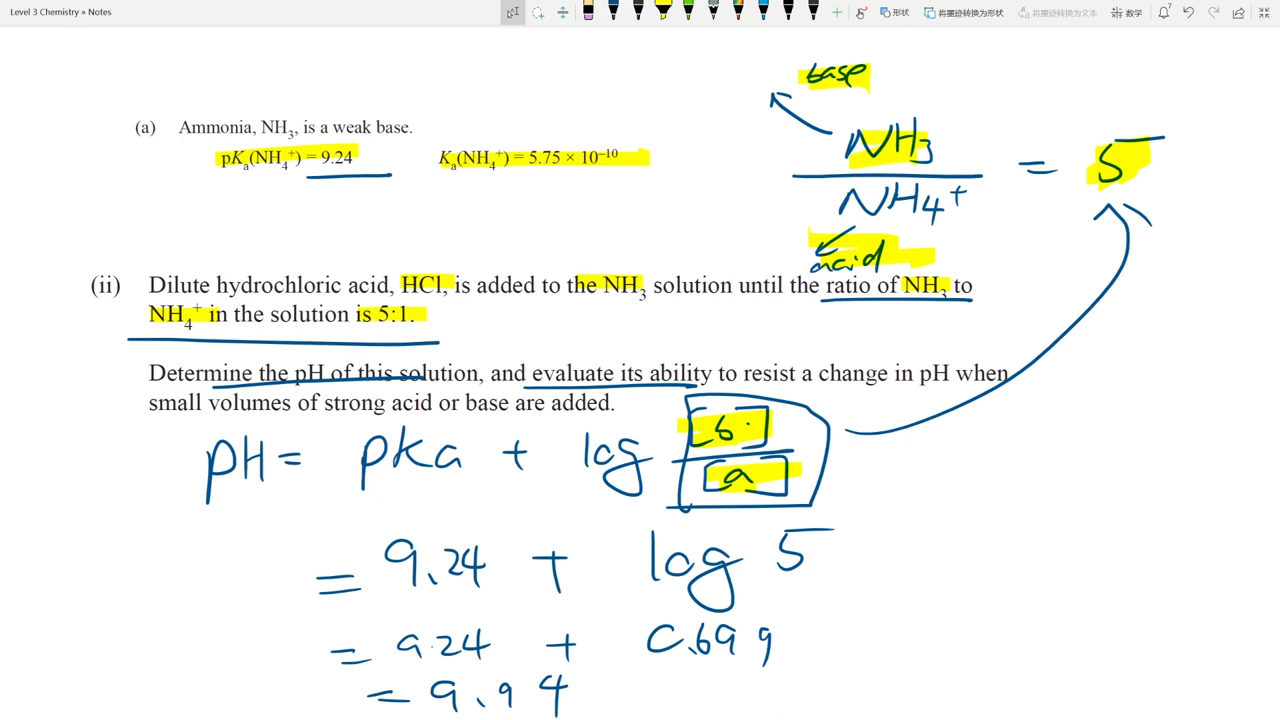 Level 3 Chemistry » Notes
形状 将墨迹转换为形状 将墨迹转换为文本 数学 7
base
(a) Ammonia, NH₃, is a weak base.
pKₐ(NH₄⁺) = 9.24 Kₐ(NH₄⁺) = 5.75 × 10⁻¹⁰
NH₃
= 5
NH₄⁺
acid
(ii) Dilute hydrochloric acid, HCl, is added to the NH₃ solution until the ratio of NH₃ to
NH₄⁺ in the solution is 5:1.
Determine the pH of this solution, and evaluate its ability to resist a change in pH when
small volumes of strong acid or base are added.
pH = pKa + log [b] / [a]
= 9.24 + log 5
= 9.24 + 0.699
= 9.94